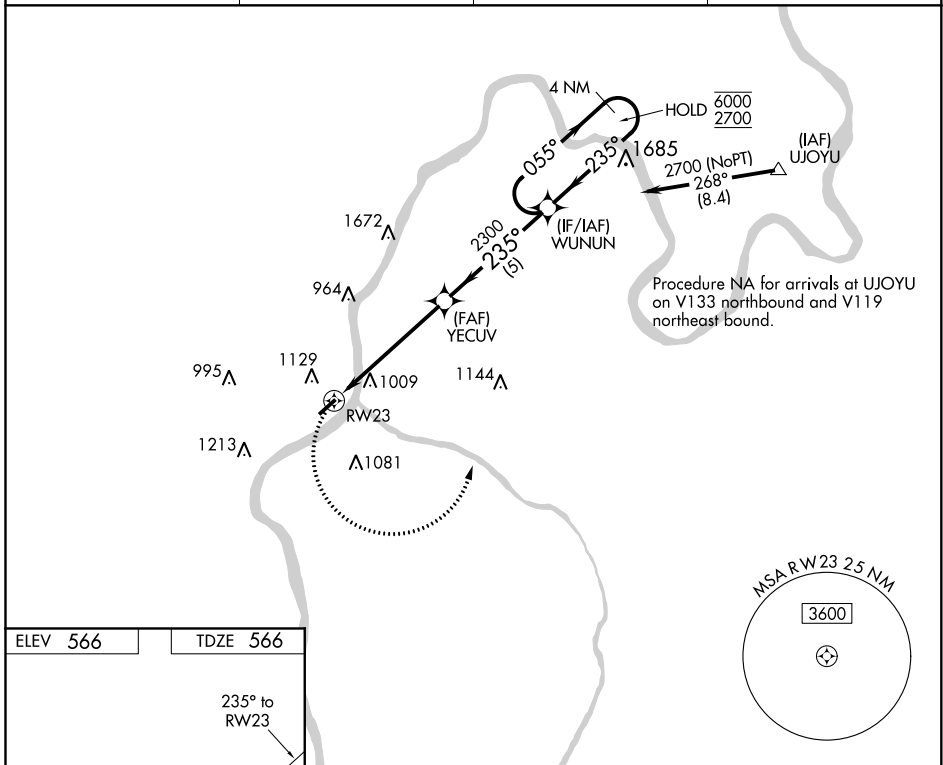 4 NM
HOLD 6000
2700
055°
235°
1685
(IAF)
UJOYU
2700 (NoPT)
268°
(8.4)
1672
2300
235°
(5)
(IF/IAF)
WUNUN
964
(FAF)
YECUV
Procedure NA for arrivals at UJOYU
on V133 northbound and V119
northeast bound.
995
1129
1009
1144
RW23
1213
1081
MSA RW23 25 NM
3600
ELEV 566
TDZE 566
235° to
RW23